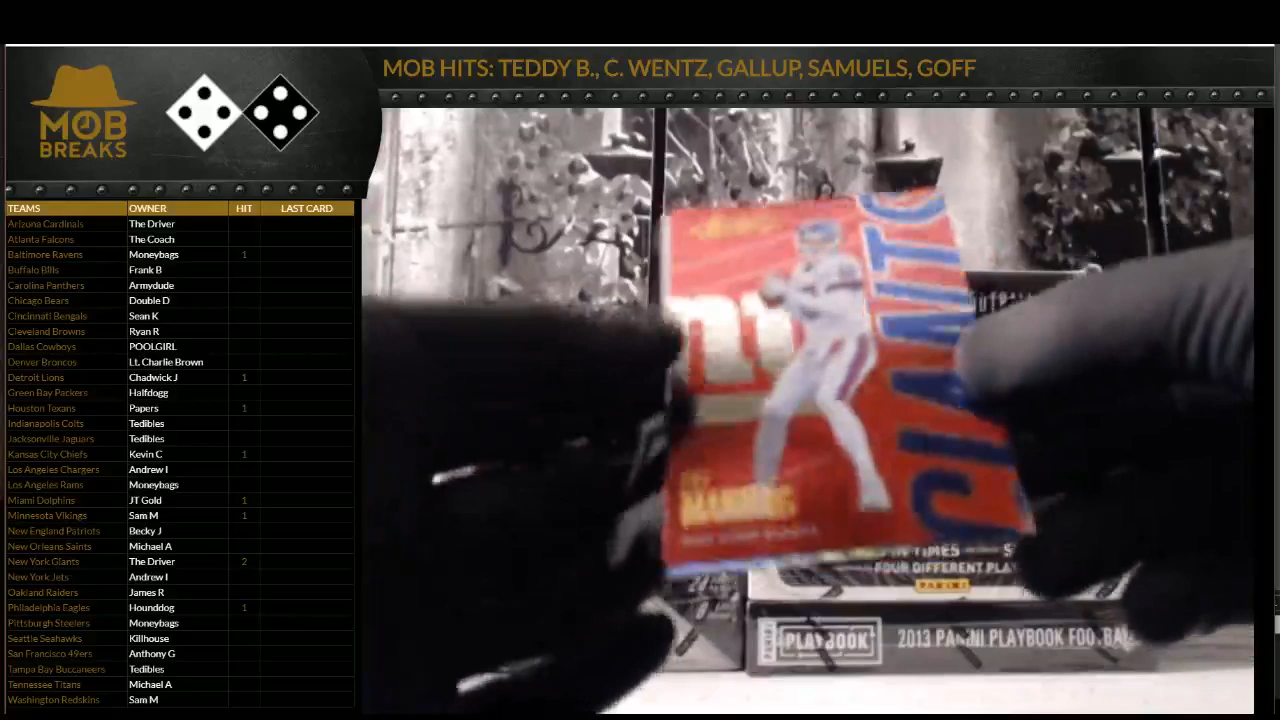 MOB HITS: TEDDY B., C. WENTZ, GALLUP, SAMUELS, GOFF
MOB
BREAKS
TEAMS OWNER HIT LAST CARD
Arizona Cardinals The Driver
Atlanta Falcons The Coach
Baltimore Ravens Moneybags 1
Buffalo Bills Frank B
Carolina Panthers Armydude
Chicago Bears Double D
Cincinnati Bengals Sean K
Cleveland Browns Ryan R
Dallas Cowboys POOLGIRL
Denver Broncos Lt. Charlie Brown
Detroit Lions Chadwick J 1
Green Bay Packers Halfdogg
Houston Texans Papers 1
Indianapolis Colts Tedibles
Jacksonville Jaguars Tedibles
Kansas City Chiefs Kevin C 1
Los Angeles Chargers Andrew I
Los Angeles Rams Moneybags
Miami Dolphins JT Gold 1
Minnesota Vikings Sam M 1
New England Patriots Becky J
New Orleans Saints Michael A
New York Giants The Driver 2
New York Jets Andrew I
Oakland Raiders James R
Philadelphia Eagles Hounddog 1
Pittsburgh Steelers Moneybags
Seattle Seahawks Killhouse
San Francisco 49ers Anthony G
Tampa Bay Buccaneers Tedibles
Tennessee Titans Michael A
Washington Redskins Sam M
MANNING
FOUR DIFFERENT PLAY
PANINI
PANINI PLAYBOOK 2013 PANINI PLAYBOOK FOOTBAL